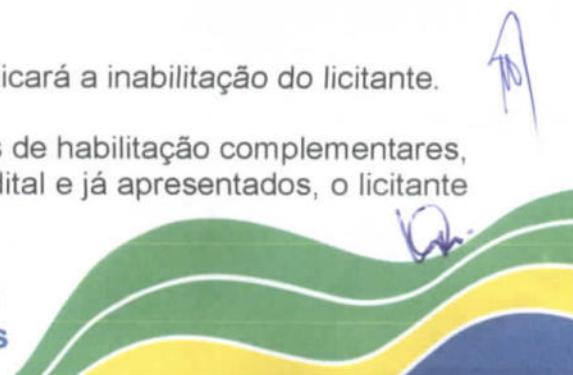 icará a inabilitação do licitante.
s de habilitação complementares,
dital e já apresentados, o licitante
s